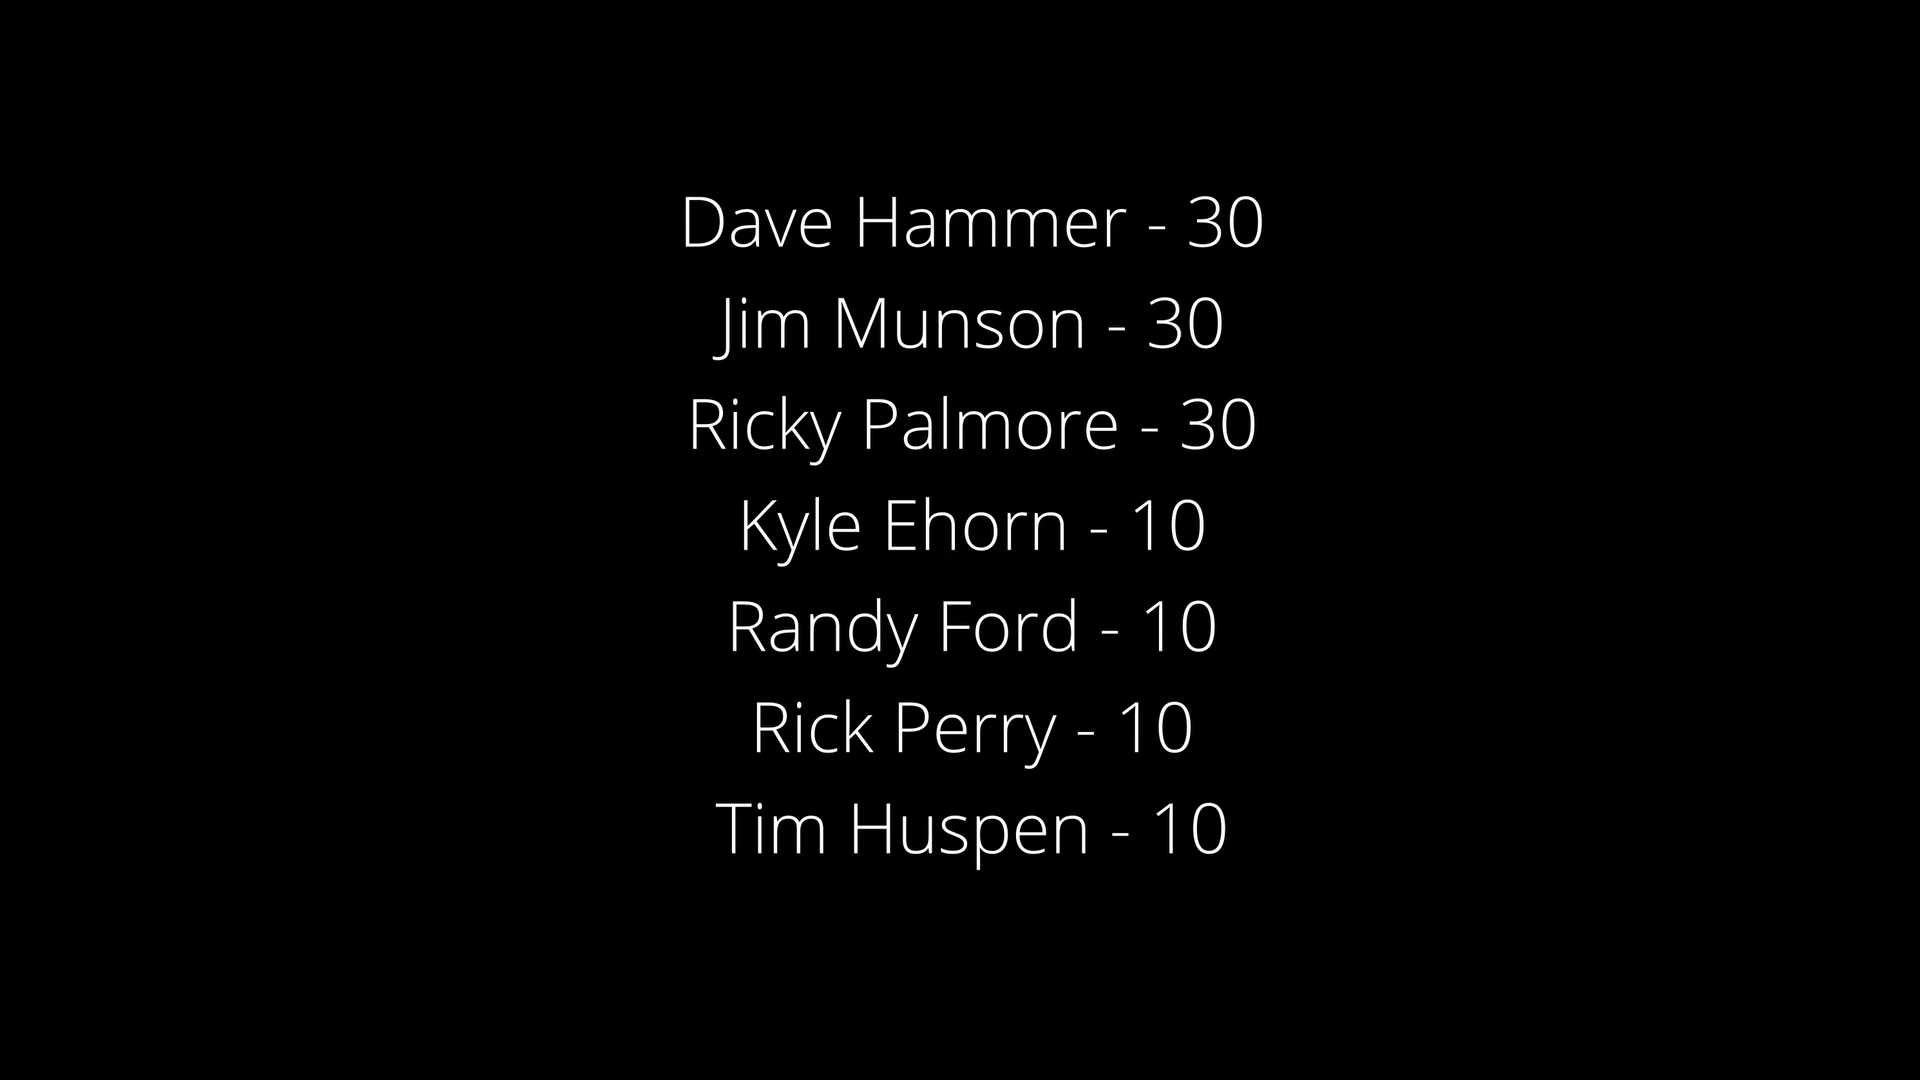 Dave Hammer - 30
Jim Munson - 30
Ricky Palmore - 30
Kyle Ehorn - 10
Randy Ford - 10
Rick Perry - 10
Tim Huspen - 10